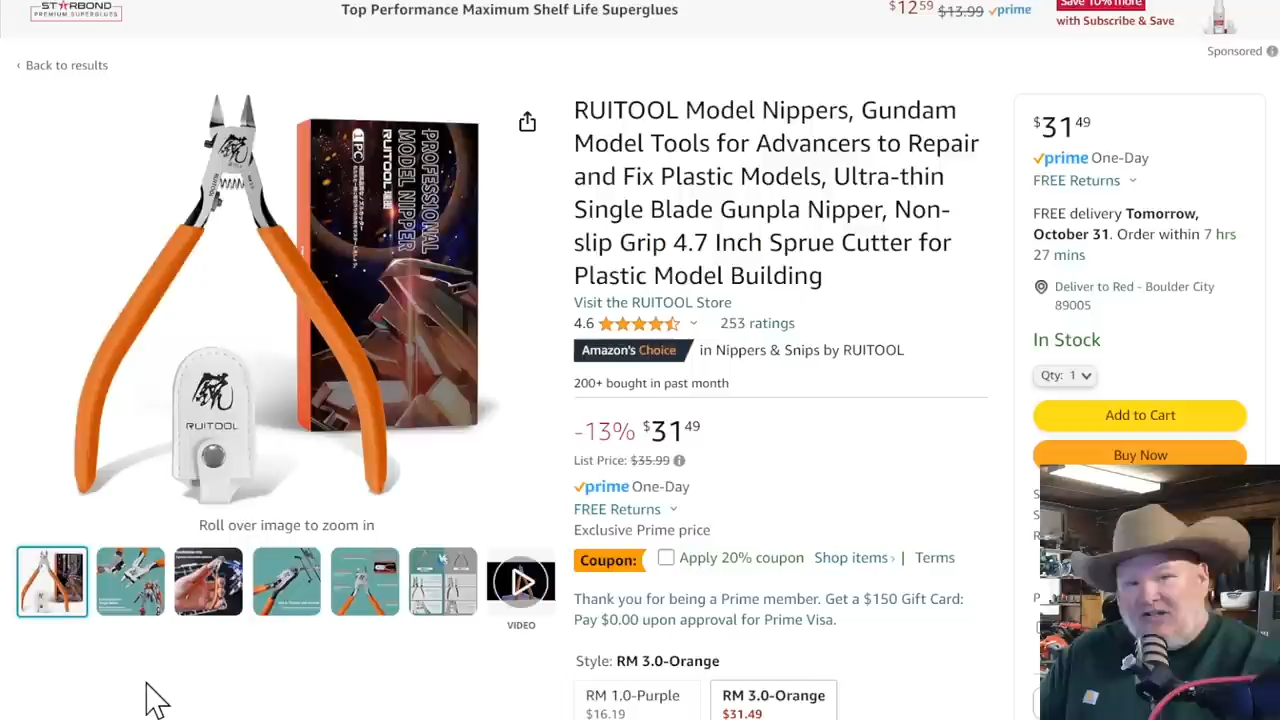 STARBOND
PREMIUM SUPERGLUES
Top Performance Maximum Shelf Life Superglues
$12 59 $13.99 prime
Save 10% more
with Subscribe & Save
Sponsored
‹ Back to results
RUITOOL Model Nippers, Gundam
Model Tools for Advancers to Repair
and Fix Plastic Models, Ultra-thin
Single Blade Gunpla Nipper, Non-
slip Grip 4.7 Inch Sprue Cutter for
Plastic Model Building
Visit the RUITOOL Store
4.6
253 ratings
Amazon's Choice
in Nippers & Snips by RUITOOL
200+ bought in past month
-13% $31 49
List Price: $35.99
prime One-Day
FREE Returns
Exclusive Prime price
Coupon:
Apply 20% coupon
Shop items ›
|
Terms
Thank you for being a Prime member. Get a $150 Gift Card:
Pay $0.00 upon approval for Prime Visa.
Style: RM 3.0-Orange
RM 1.0-Purple
$16.19
RM 3.0-Orange
$31.49
PROFESSIONAL
MODEL NIPPER
RUITOOL
1PC
RUITOOL
Roll over image to zoom in
VIDEO
$31 49
prime One-Day
FREE Returns
FREE delivery Tomorrow,
October 31. Order within 7 hrs
27 mins
Deliver to Red - Boulder City
89005
In Stock
Qty: 1
Add to Cart
Buy Now